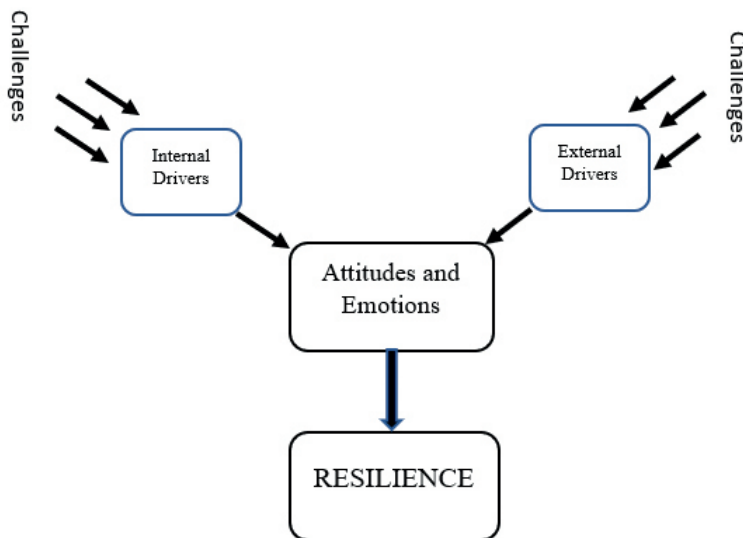 Challenges
Challenges
Internal
Drivers
External
Drivers
Attitudes and
Emotions
RESILIENCE